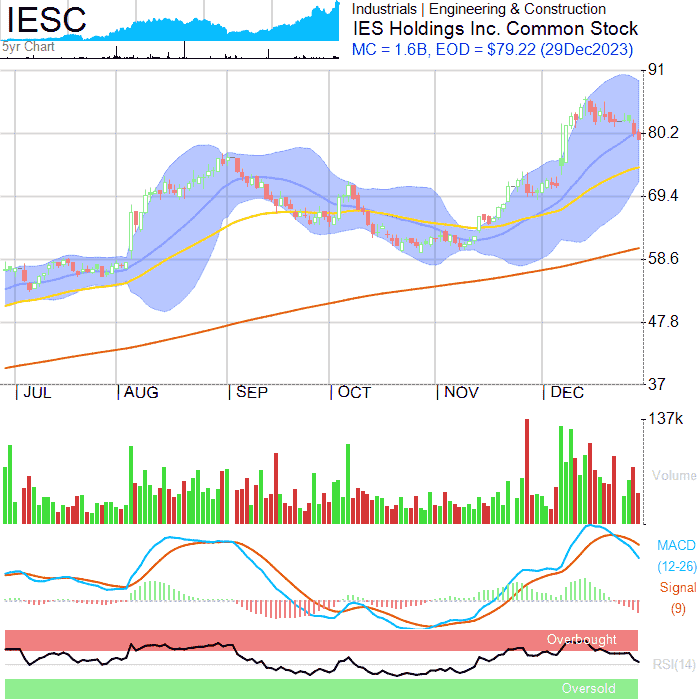 IESC
Industrials | Engineering & Construction
IES Holdings Inc. Common Stock
MC = 1.6B, EOD = $79.22 (29Dec2023)
5yr Chart
91
80.2
69.4
58.6
47.8
37
JUL AUG SEP OCT NOV DEC
137k
Volume
MACD
(12-26)
Signal
(9)
Overbought
RSI(14)
Oversold